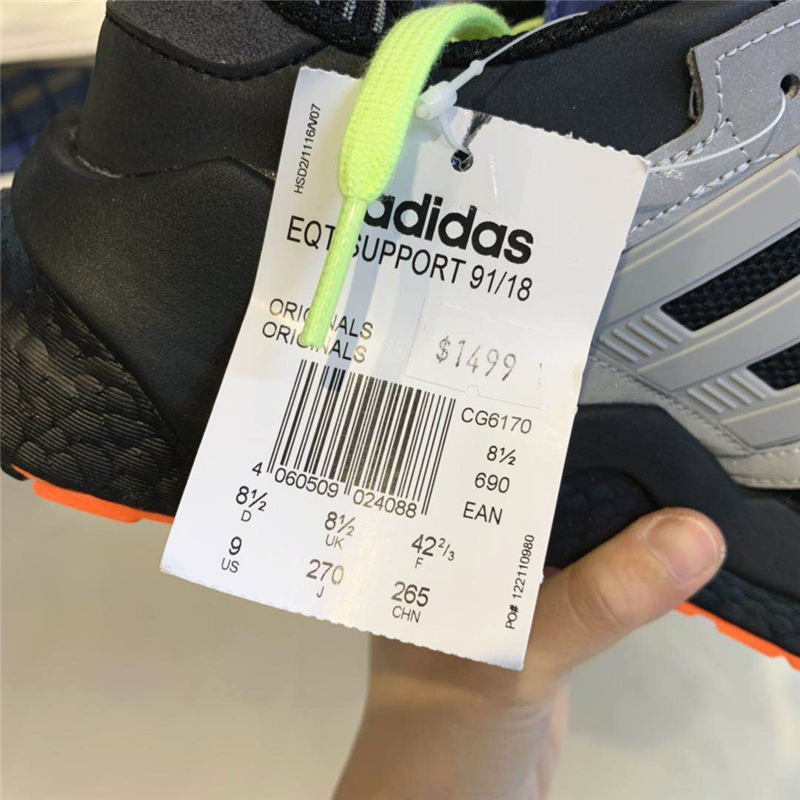 HSD2/1116/V07
adidas
EQT SUPPORT 91/18
ORIGINALS
ORIGINALS
$1499
CG6170
8½
690
EAN
4 060509 024088
8½ D
8½ UK
42⅔ F
9 US
270 J
265 CHN
PO# 122110980